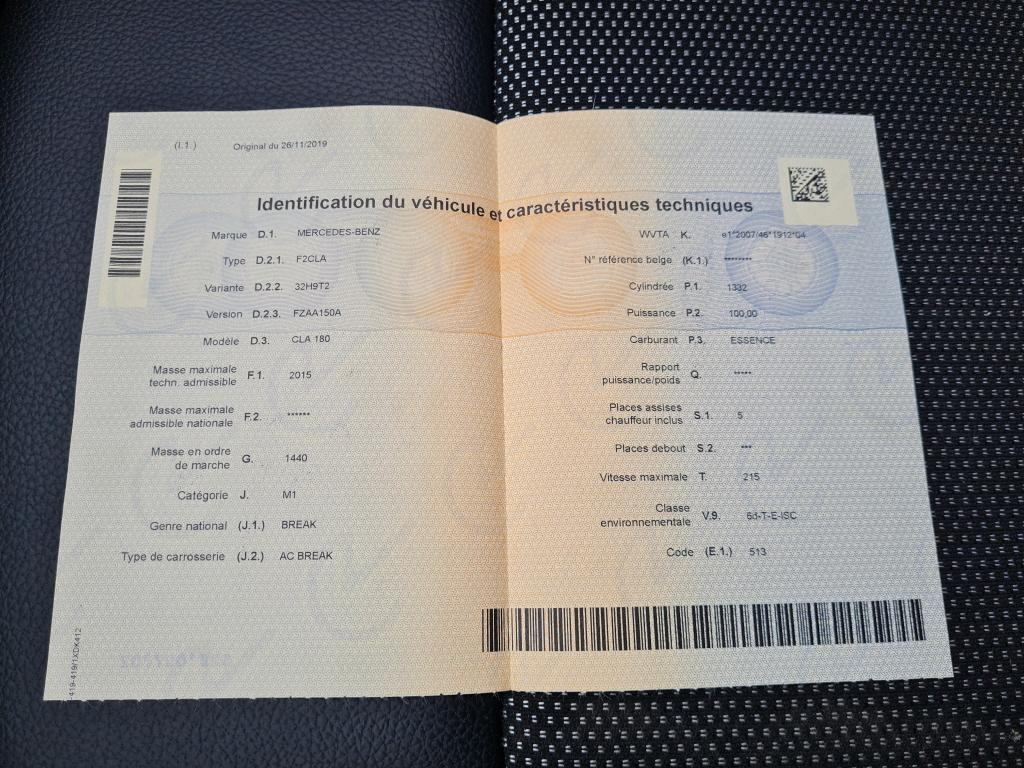 (I.1.) Original du 26/11/2019
Identification du véhicule et caractéristiques techniques
Marque D.1. MERCEDES-BENZ
Type D.2.1. F2CLA
Variante D.2.2. 32H9T2
Version D.2.3. FZAA150A
Modèle D.3. CLA 180
Masse maximale
techn. admissible F.1. 2015
Masse maximale
admissible nationale F.2. ******
Masse en ordre
de marche G. 1440
Catégorie J. M1
Genre national (J.1.) BREAK
Type de carrosserie (J.2.) AC BREAK
-419-419/1XDK412
WVTA K. e1*2007/46*1912*04
N° référence belge (K.1.) ********
Cylindrée P.1. 1332
Puissance P.2. 100,00
Carburant P.3. ESSENCE
Rapport
puissance/poids Q. *****
Places assises
chauffeur inclus S.1. 5
Places debout S.2. ***
Vitesse maximale T. 215
Classe
environnementale V.9. 6d-T-E-ISC
Code (E.1.) 513